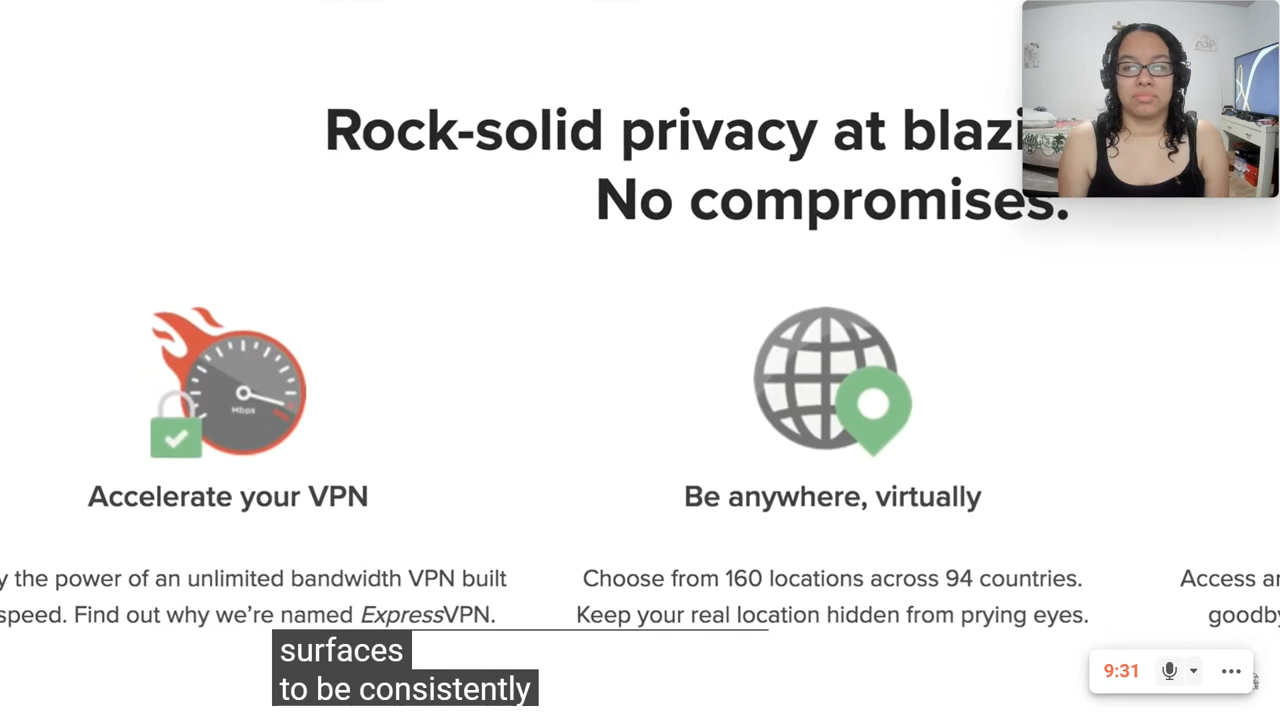 Rock-solid privacy at blazi
No compromises.
Mbps
Accelerate your VPN
Be anywhere, virtually
y the power of an unlimited bandwidth VPN built
speed. Find out why we're named ExpressVPN.
Choose from 160 locations across 94 countries.
Keep your real location hidden from prying eyes.
Access a
goodby
surfaces
to be consistently
9:31